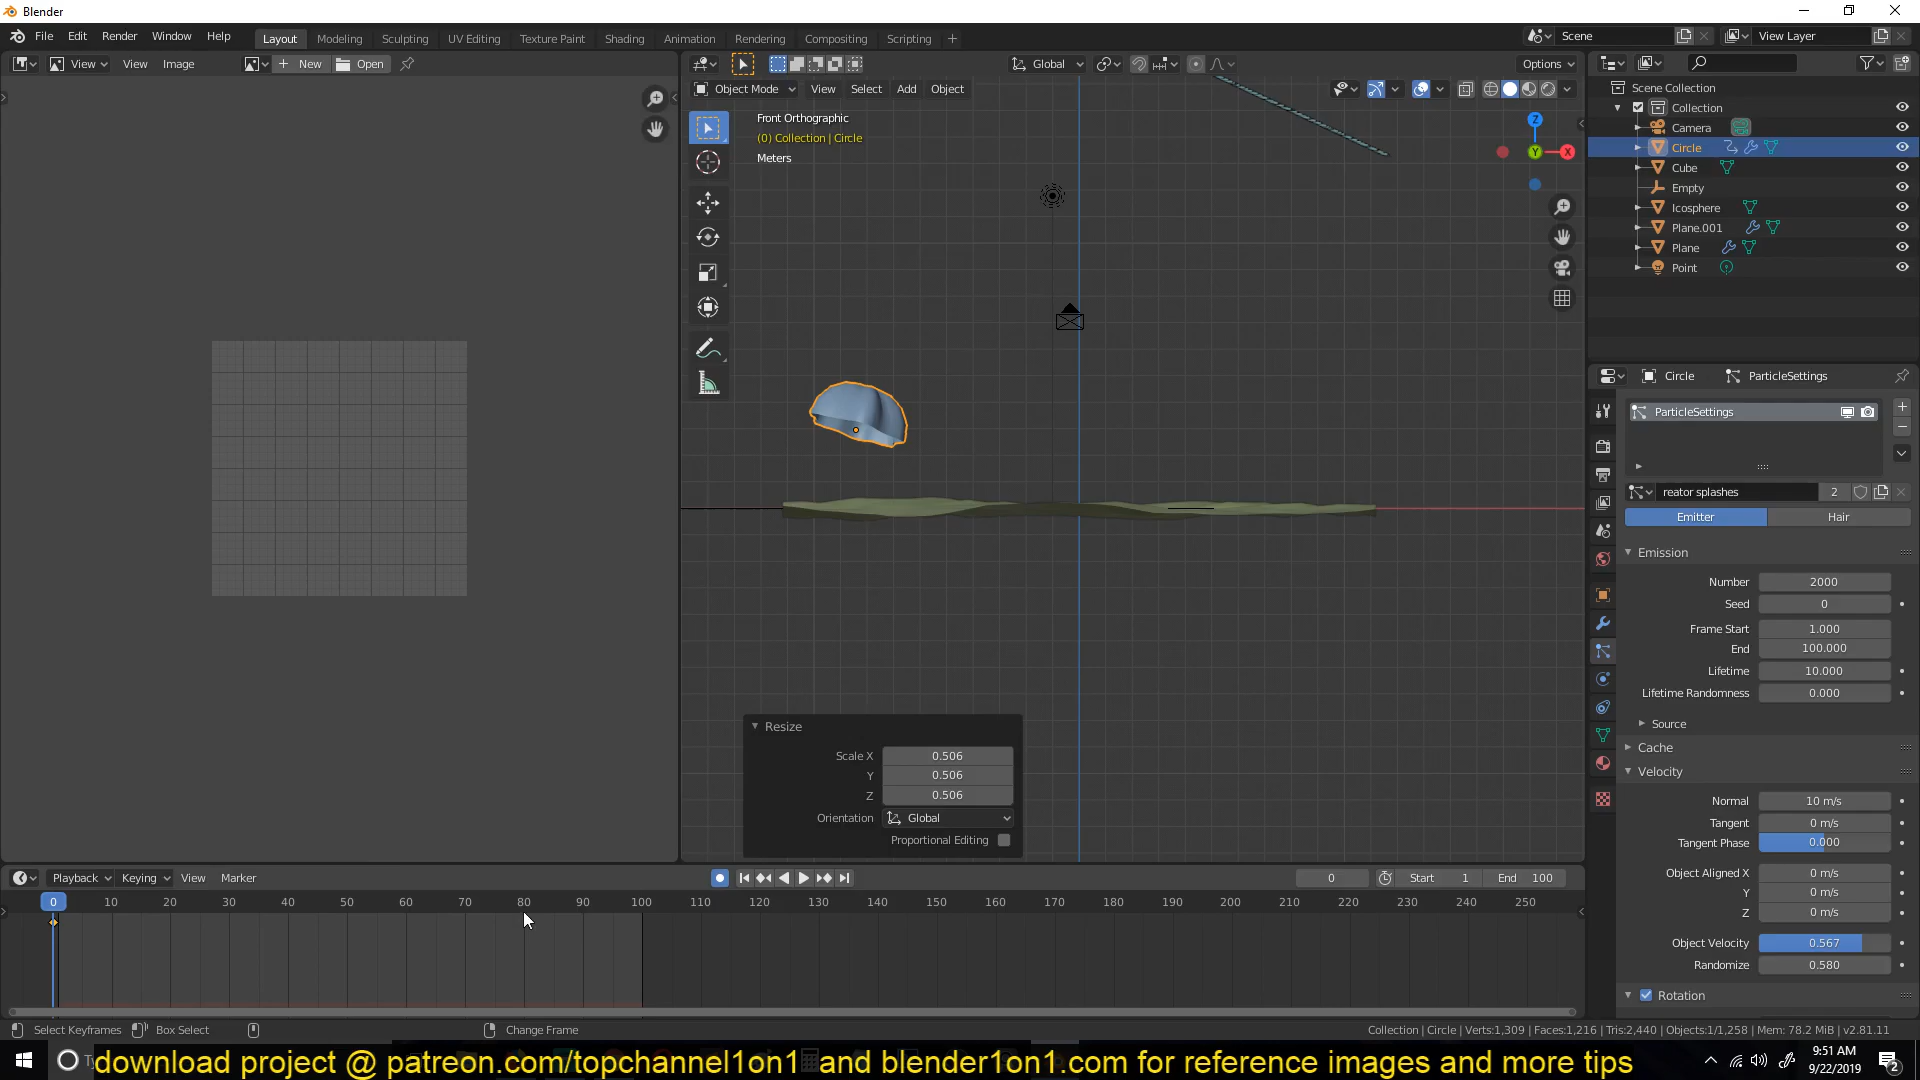 Blender
File Edit Render Window Help
Layout Modeling Sculpting UV Editing Texture Paint Shading Animation Rendering Compositing Scripting
Scene
View Layer
View View Image New Open
Global
Options
Object Mode View Select Add Object
Front Orthographic
(0) Collection | Circle
Meters
Z
Y
X
Scene Collection
Collection
Camera
Circle
Cube
Empty
Icosphere
Plane.001
Plane
Point
Circle ParticleSettings
ParticleSettings
reator splashes 2
Emitter Hair
Emission
Number 2000
Seed 0
Frame Start 1.000
End 100.000
Lifetime 10.000
Lifetime Randomness 0.000
Source
Cache
Velocity
Normal 10 m/s
Tangent 0 m/s
Tangent Phase 0.000
Object Aligned X 0 m/s
Y 0 m/s
Z 0 m/s
Object Velocity 0.567
Randomize 0.580
Rotation
Resize
Scale X 0.506
Y 0.506
Z 0.506
Orientation Global
Proportional Editing
Playback Keying View Marker
0 Start 1 End 100
0 10 20 30 40 50 60 70 80 90 100 110 120 130 140 150 160 170 180 190 200 210 220 230 240 250
Select Keyframes Box Select Change Frame
Collection | Circle | Verts:1,309 | Faces:1,216 | Tris:2,440 | Objects:1/1,258 | Mem: 78.2 MiB | v2.81.11
download project @ patreon.com/topchannel1on1 and blender1on1.com for reference images and more tips
9:51 AM
9/22/2019
2